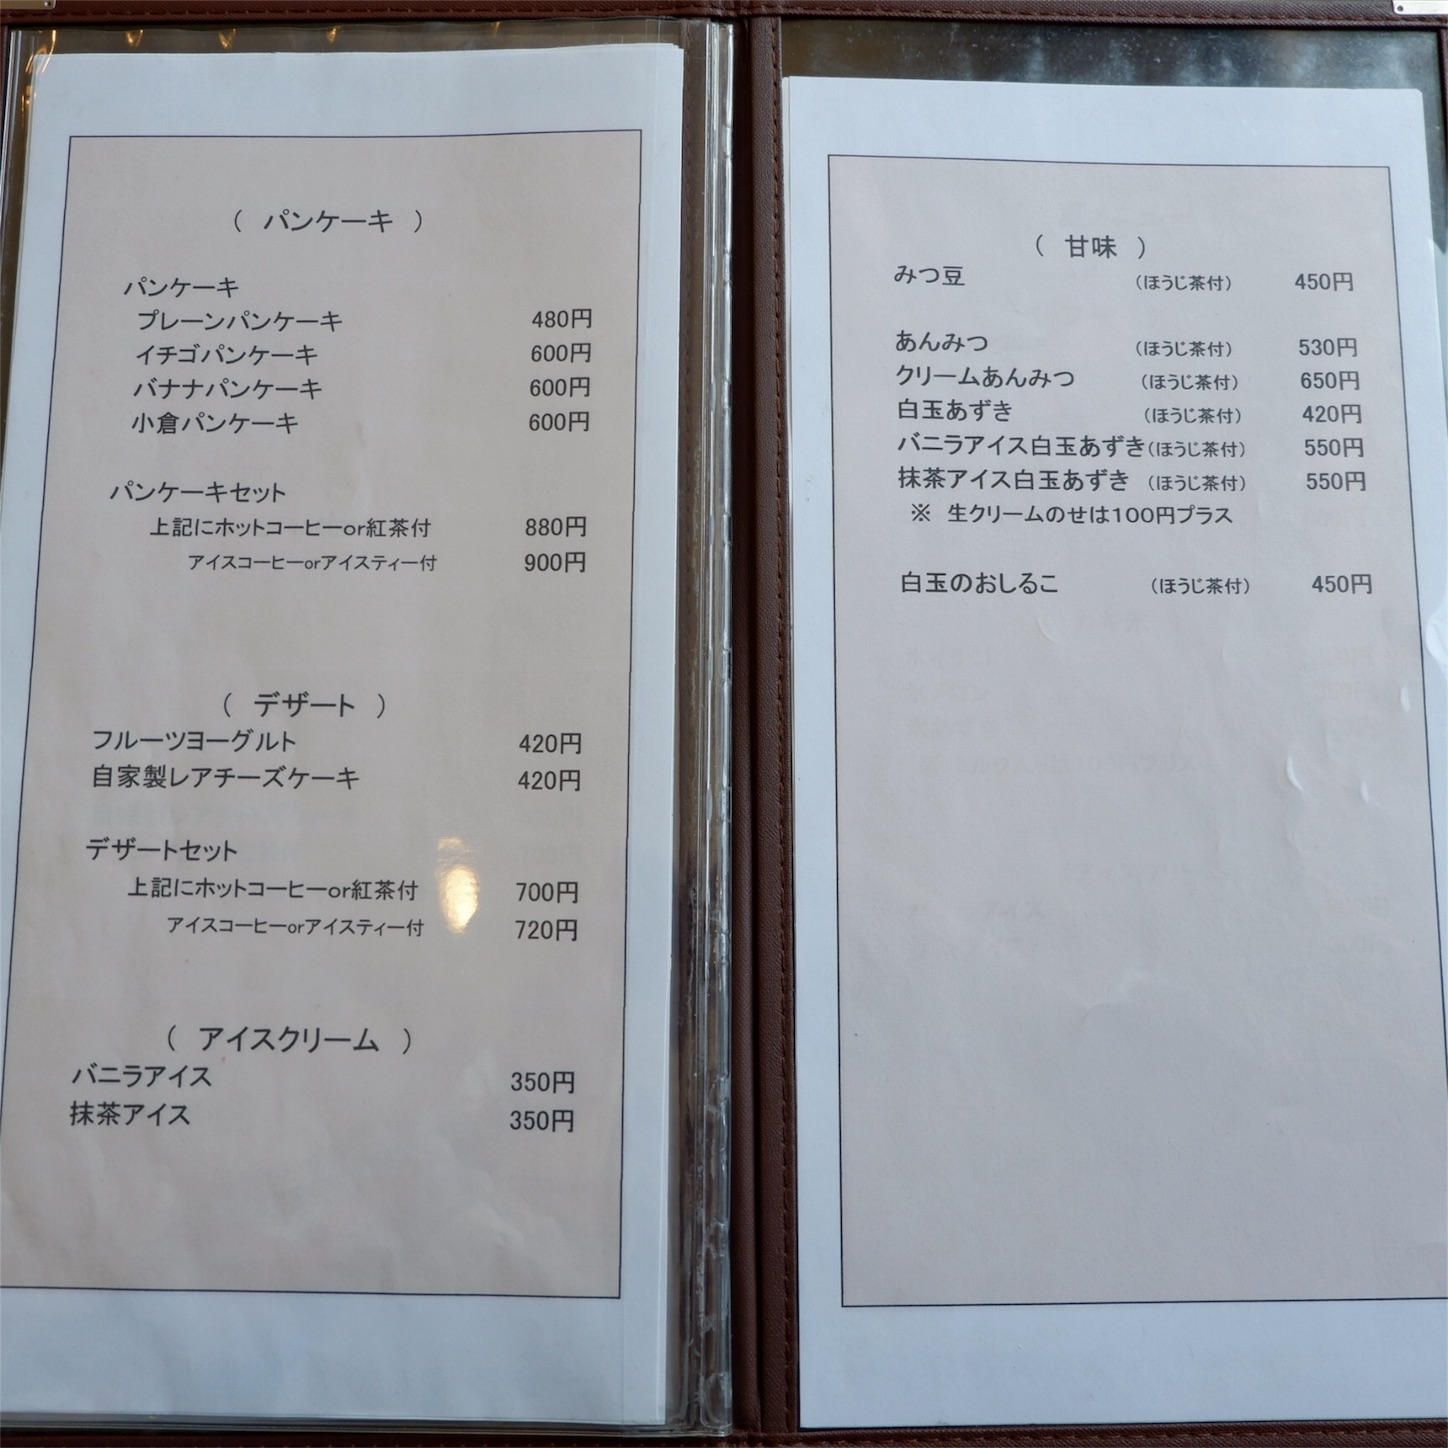 ( パンケーキ )
パンケーキ
プレーンパンケーキ 480円
イチゴパンケーキ 600円
バナナパンケーキ 600円
小倉パンケーキ 600円
パンケーキセット
上記にホットコーヒーor紅茶付 880円
アイスコーヒーorアイスティー付 900円
( デザート )
フルーツヨーグルト 420円
自家製レアチーズケーキ 420円
デザートセット
上記にホットコーヒーor紅茶付 700円
アイスコーヒーorアイスティー付 720円
( アイスクリーム )
バニラアイス 350円
抹茶アイス 350円
( 甘味 )
みつ豆 (ほうじ茶付) 450円
あんみつ (ほうじ茶付) 530円
クリームあんみつ (ほうじ茶付) 650円
白玉あずき (ほうじ茶付) 420円
バニラアイス白玉あずき(ほうじ茶付) 550円
抹茶アイス白玉あずき (ほうじ茶付) 550円
※ 生クリームのせは100円プラス
白玉のおしるこ (ほうじ茶付) 450円